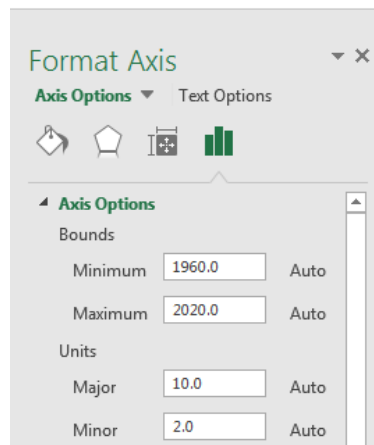 Format Axis
Axis Options Text Options
Axis Options
Bounds
Minimum 1960.0 Auto
Maximum 2020.0 Auto
Units
Major 10.0 Auto
Minor 2.0 Auto